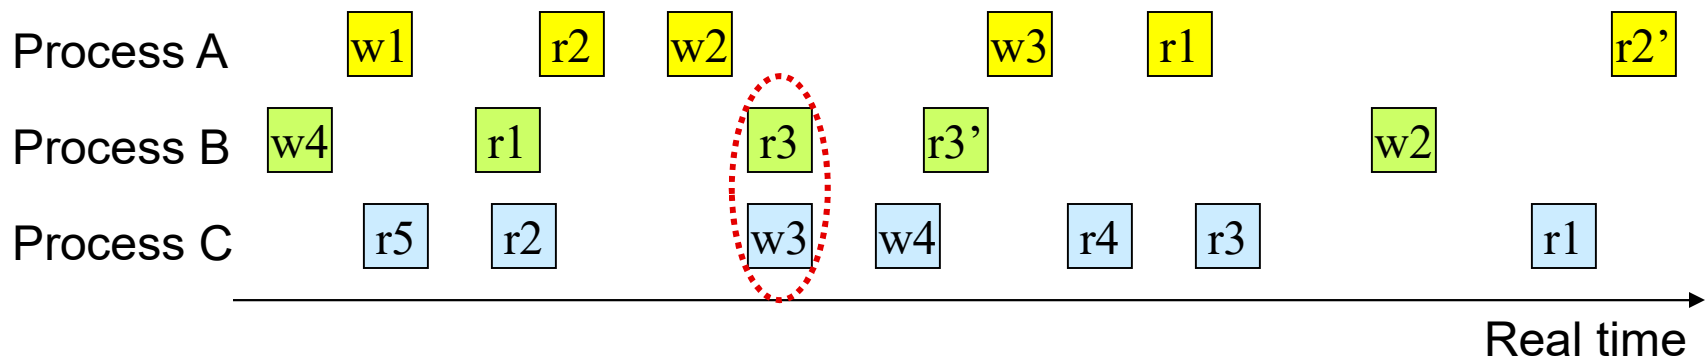 Process A w1 r2 w2 w3 r1 r2’
Process B w4 r1 r3 r3’ w2
Process C r5 r2 w3 w4 r4 r3 r1
Real time